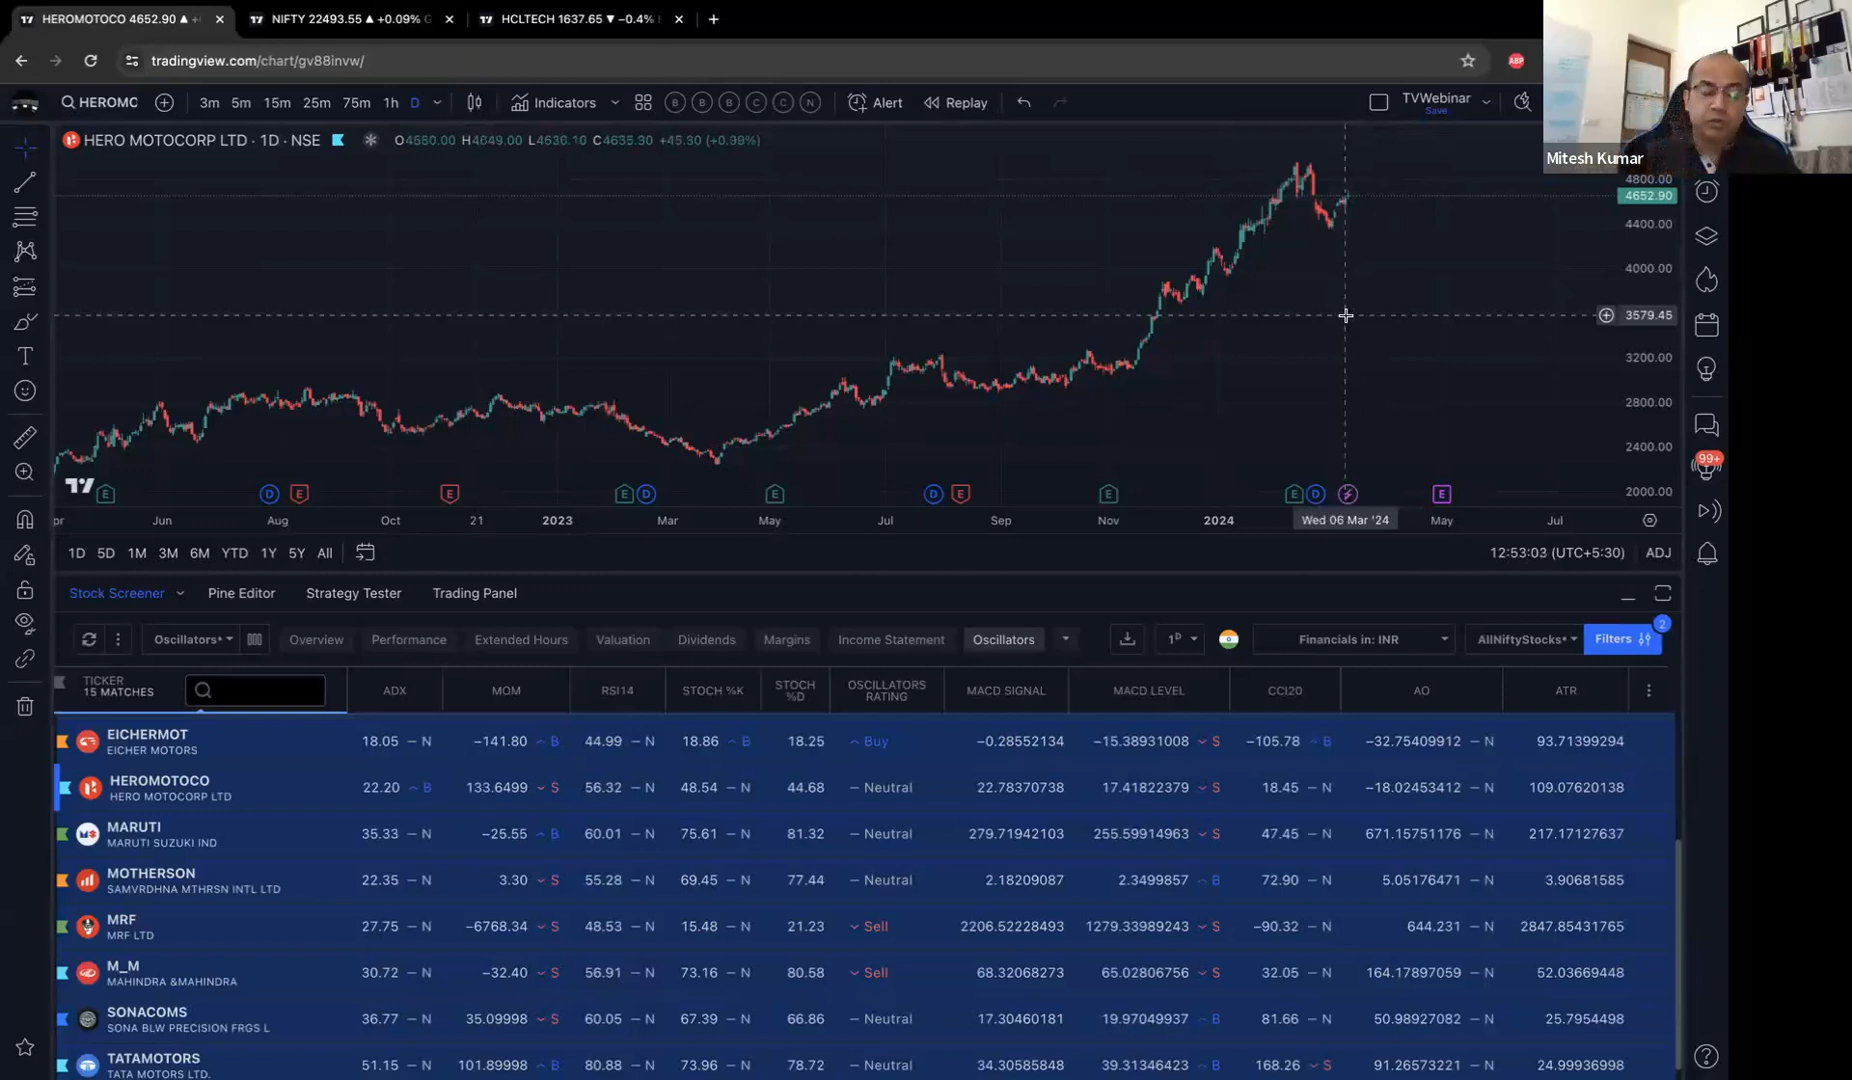 HEROMOTOCO 4652.90 ▲ +
NIFTY 22493.55 ▲ +0.09%
HCLTECH 1637.65 ▼ −0.4%
tradingview.com/chart/gv88invw/
ABP
HEROMC 3m 5m 15m 25m 75m 1h D Indicators B B B C C N Alert Replay
TVWebinar
Save
Mitesh Kumar
HERO MOTOCORP LTD · 1D · NSE O4580.00 H4649.00 L4536.10 C4635.30 +45.30 (+0.99%)
4800.00
4652.90
4400.00
4000.00
3579.45
3200.00
2800.00
2400.00
2000.00
99+
E D E E E D E D E E E D E
Jun Aug Oct 21 2023 Mar May Jul Sep Nov 2024 Wed 06 Mar '24 May Jul
1D 5D 1M 3M 6M YTD 1Y 5Y All 12:53:03 (UTC+5:30) ADJ
Stock Screener Pine Editor Strategy Tester Trading Panel
Oscillators• Overview Performance Extended Hours Valuation Dividends Margins Income Statement Oscillators 1D Financials in: INR AllNiftyStocks• Filters 2
TICKER
15 MATCHES
ADX MOM RSI14 STOCH %K STOCH %D OSCILLATORS RATING MACD SIGNAL MACD LEVEL CCI20 AO ATR
EICHERMOT
EICHER MOTORS
18.05 — N −141.80 B 44.99 — N 18.86 B 18.25 Buy −0.28552134 −15.38931008 S −105.78 B −32.75409912 — N 93.71399294
HEROMOTOCO
HERO MOTOCORP LTD
22.20 B 133.6499 S 56.32 — N 48.54 — N 44.68 — Neutral 22.78370738 17.41822379 S 18.45 — N −18.02453412 — N 109.07620138
MARUTI
MARUTI SUZUKI IND
35.33 — N −25.55 B 60.01 — N 75.61 — N 81.32 — Neutral 279.71942103 255.59914963 S 47.45 — N 671.15751176 — N 217.17127637
MOTHERSON
SAMVRDHNA MTHRSN INTL LTD
22.35 — N 3.30 S 55.28 — N 69.45 — N 77.44 — Neutral 2.18209087 2.3499857 B 72.90 — N 5.05176471 — N 3.90681585
MRF
MRF LTD
27.75 — N −6768.34 S 48.53 — N 15.48 — N 21.23 Sell 2206.52228493 1279.33989243 S −90.32 — N 644.231 — N 2847.85431765
M_M
MAHINDRA &MAHINDRA
30.72 — N −32.40 S 56.91 — N 73.16 — N 80.58 Sell 68.32068273 65.02806756 S 32.05 — N 164.17897059 — N 52.03669448
SONACOMS
SONA BLW PRECISION FRGS L
36.77 — N 35.09998 S 60.05 — N 67.39 — N 66.86 — Neutral 17.30460181 19.97049937 B 81.66 — N 50.98927082 — N 25.7954498
TATAMOTORS
TATA MOTORS LTD.
51.15 — N 101.89998 B 80.88 — N 73.96 — N 78.72 — Neutral 34.30585848 39.31346423 B 168.26 S 91.26573221 — N 24.99936998